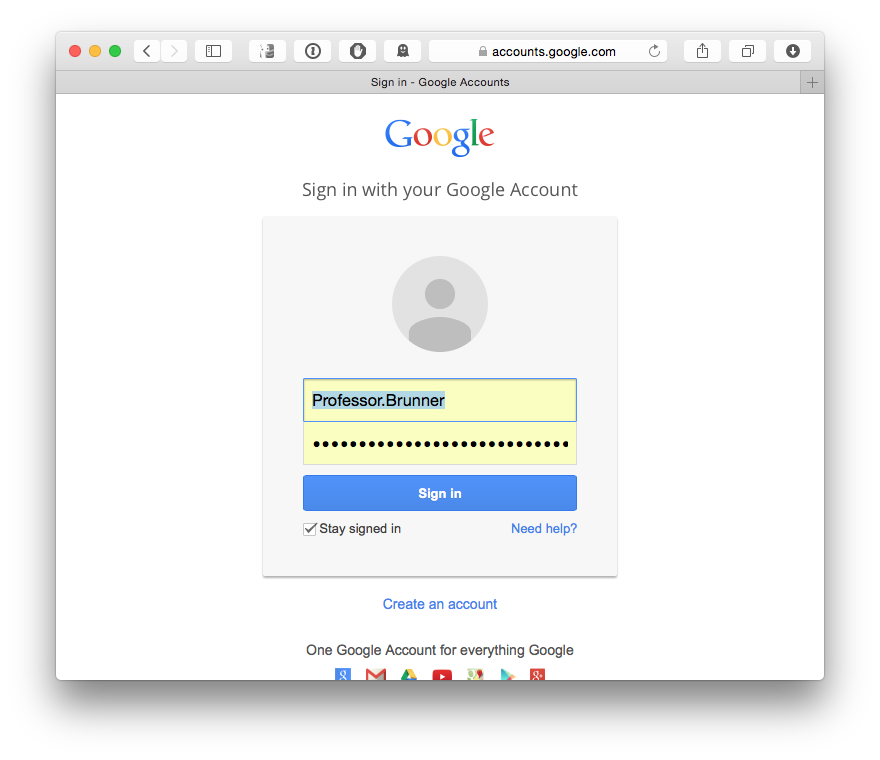 accounts.google.com
Sign in - Google Accounts
Google
Sign in with your Google Account
Professor.Brunner
Sign in
Stay signed in Need help?
Create an account
One Google Account for everything Google